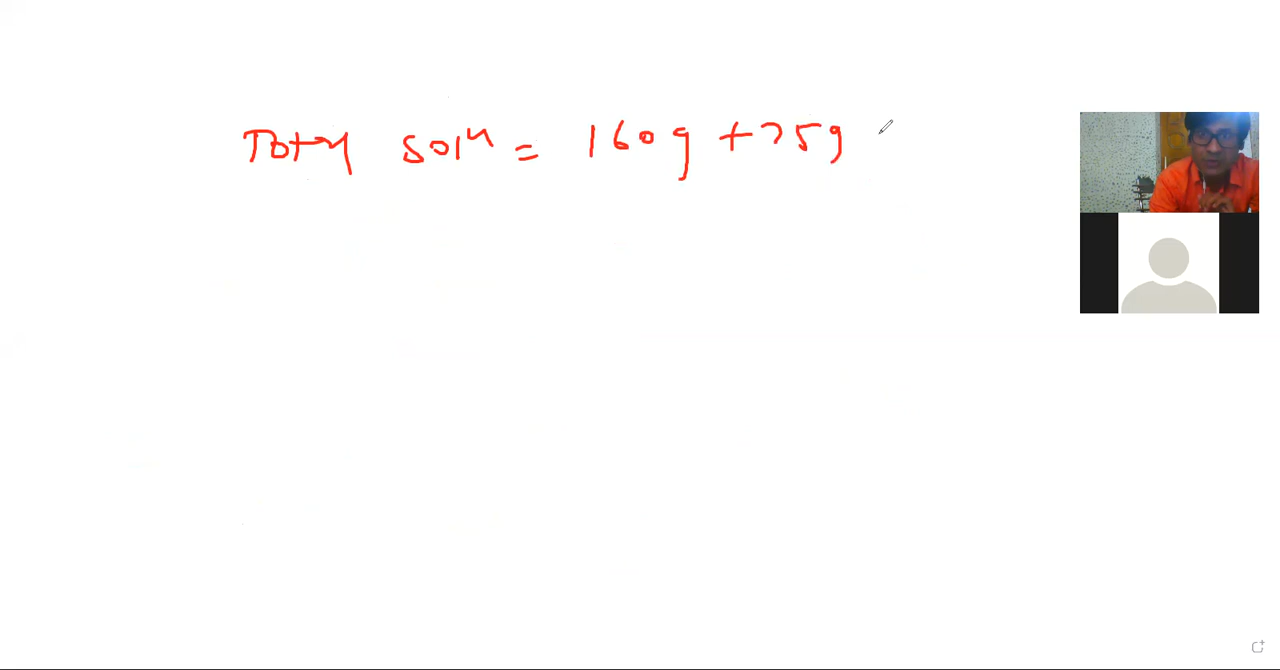 Total solⁿ = 160g + 75g